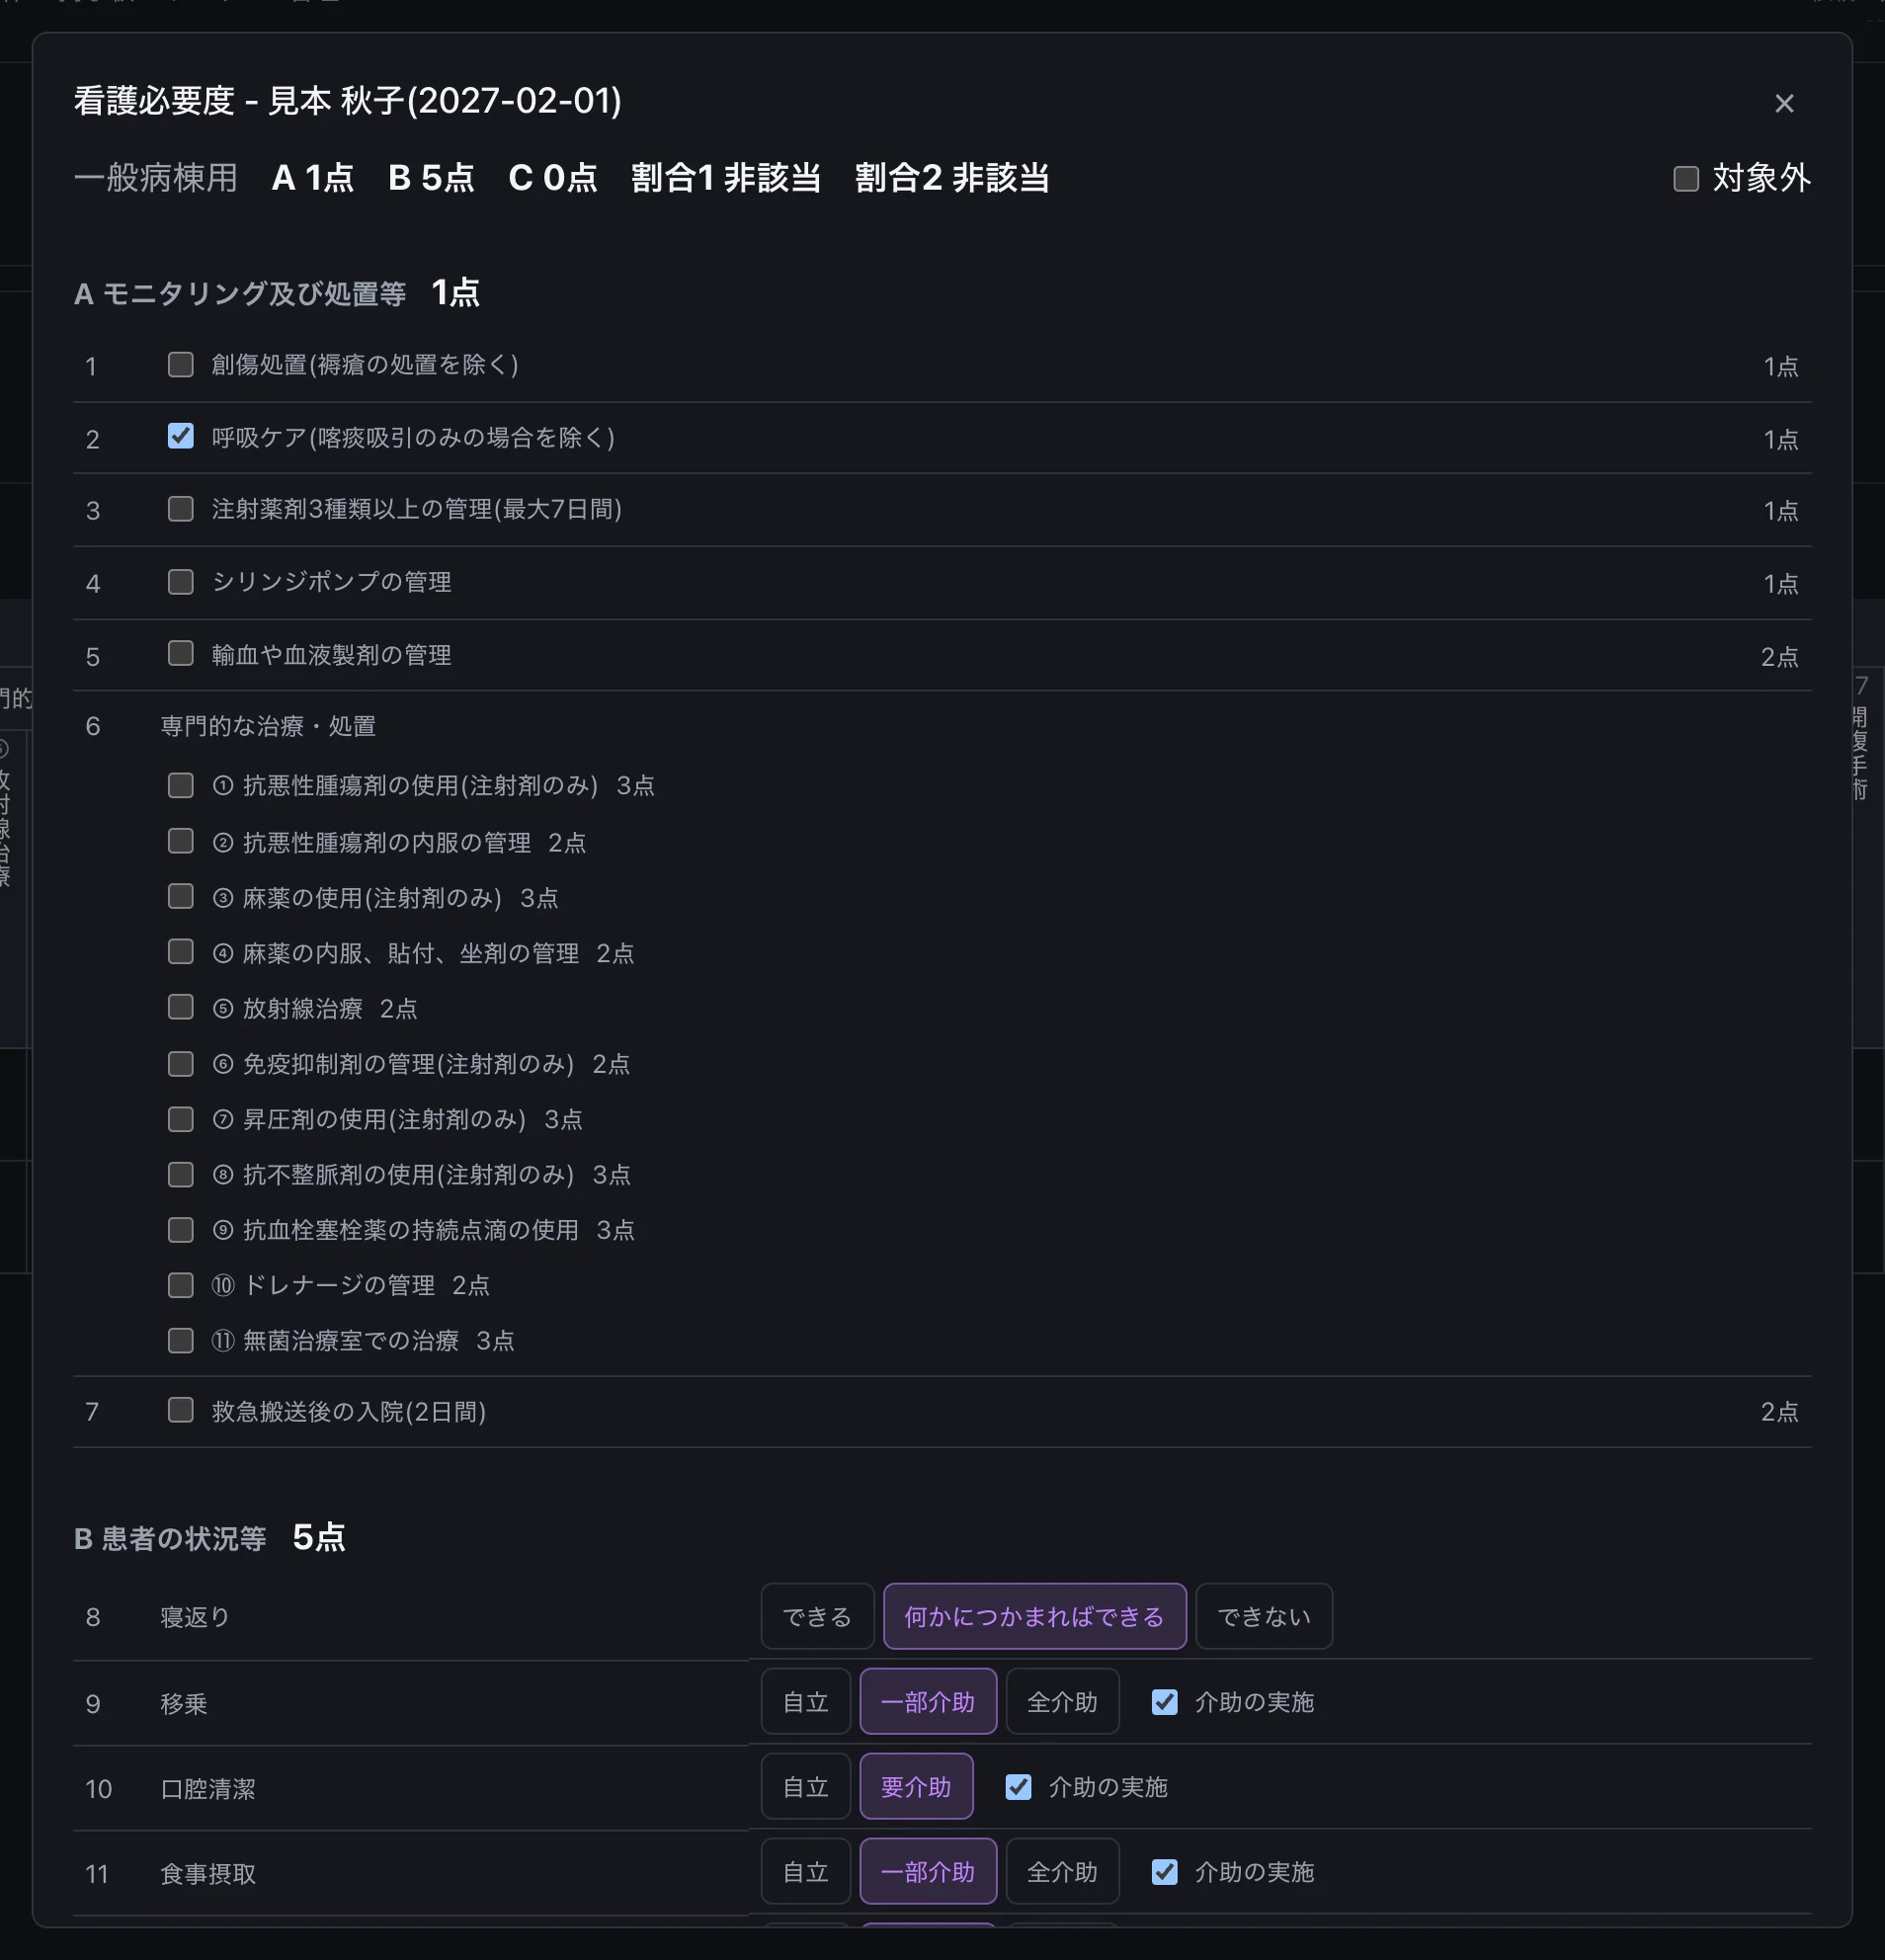 看護必要度 - 見本 秋子(2027-02-01)
×
一般病棟用 A 1点 B 5点 C 0点 割合1 非該当 割合2 非該当 対象外
A モニタリング及び処置等 1点
1 創傷処置(褥瘡の処置を除く) 1点
2 呼吸ケア(喀痰吸引のみの場合を除く) 1点
3 注射薬剤3種類以上の管理(最大7日間) 1点
4 シリンジポンプの管理 1点
5 輸血や血液製剤の管理 2点
6 専門的な治療・処置
① 抗悪性腫瘍剤の使用(注射剤のみ) 3点
② 抗悪性腫瘍剤の内服の管理 2点
③ 麻薬の使用(注射剤のみ) 3点
④ 麻薬の内服、貼付、坐剤の管理 2点
⑤ 放射線治療 2点
⑥ 免疫抑制剤の管理(注射剤のみ) 2点
⑦ 昇圧剤の使用(注射剤のみ) 3点
⑧ 抗不整脈剤の使用(注射剤のみ) 3点
⑨ 抗血栓塞栓薬の持続点滴の使用 3点
⑩ ドレナージの管理 2点
⑪ 無菌治療室での治療 3点
7 救急搬送後の入院(2日間) 2点
B 患者の状況等 5点
8 寝返り できる 何かにつかまればできる できない
9 移乗 自立 一部介助 全介助 介助の実施
10 口腔清潔 自立 要介助 介助の実施
11 食事摂取 自立 一部介助 全介助 介助の実施
門的
放射線治療
7
開復手術